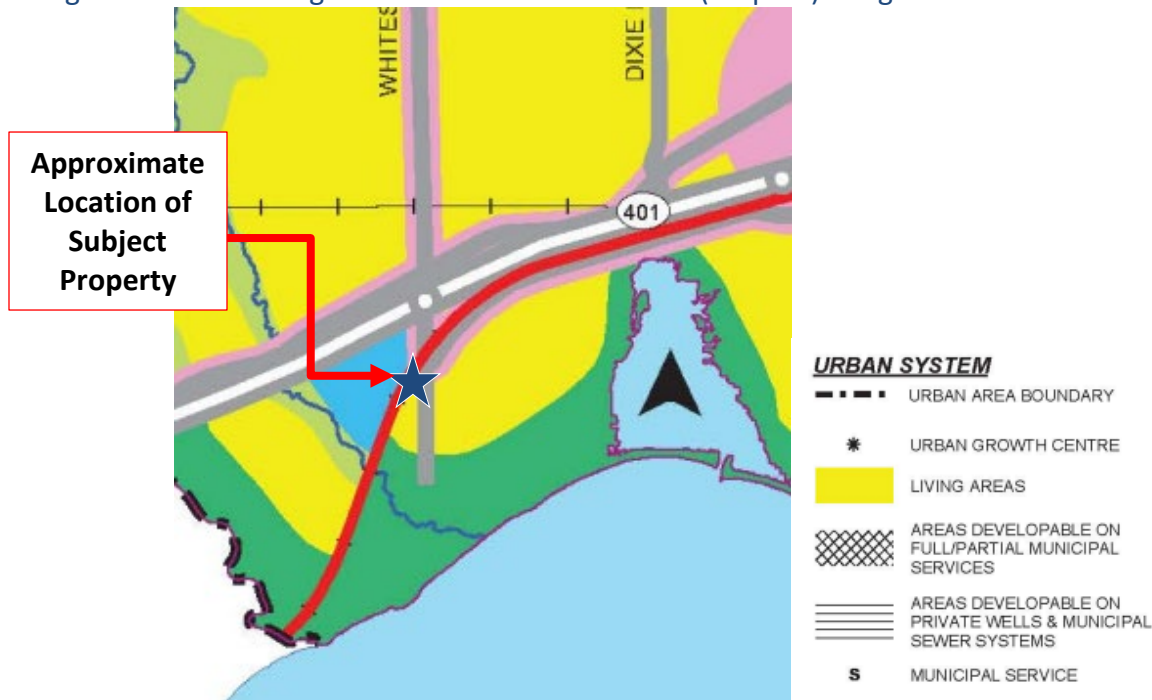 WHITES
DIXIE
401
Approximate
Location of
Subject
Property
URBAN SYSTEM
URBAN AREA BOUNDARY
URBAN GROWTH CENTRE
LIVING AREAS
AREAS DEVELOPABLE ON
FULL/PARTIAL MUNICIPAL
SERVICES
AREAS DEVELOPABLE ON
PRIVATE WELLS & MUNICIPAL
SEWER SYSTEMS
S MUNICIPAL SERVICE